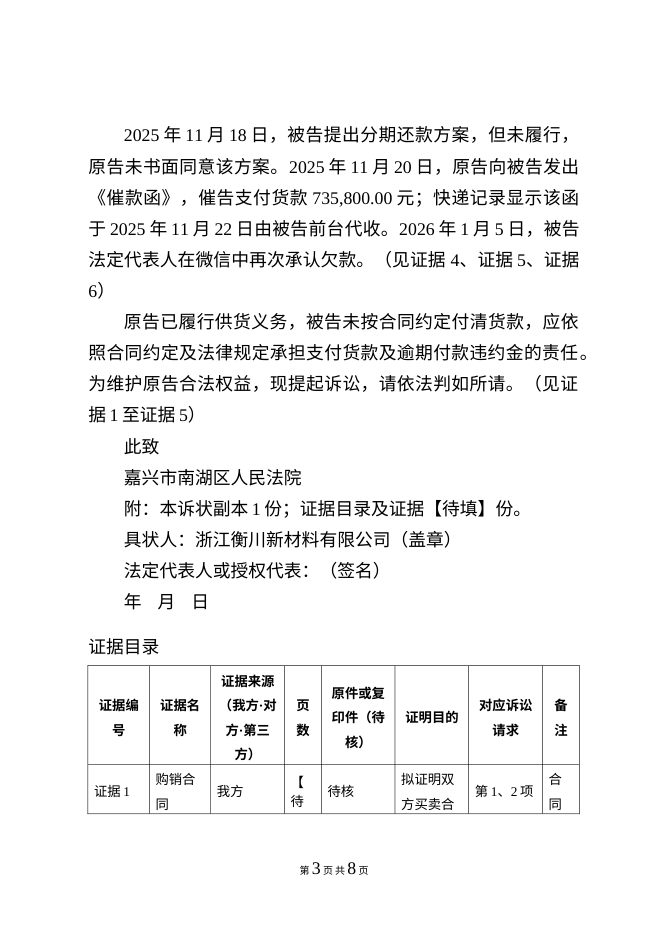 2025 年 11 月 18 日，被告提出分期还款方案，但未履行，
原告未书面同意该方案。2025 年 11 月 20 日，原告向被告发出
《催款函》，催告支付货款 735,800.00 元；快递记录显示该函
于 2025 年 11 月 22 日由被告前台代收。2026 年 1 月 5 日，被告
法定代表人在微信中再次承认欠款。（见证据 4、证据 5、证据
6）
原告已履行供货义务，被告未按合同约定付清货款，应依
照合同约定及法律规定承担支付货款及逾期付款违约金的责任。
为维护原告合法权益，现提起诉讼，请依法判如所请。（见证
据 1 至证据 5）
此致
嘉兴市南湖区人民法院
附：本诉状副本 1 份；证据目录及证据【待填】份。
具状人：浙江衡川新材料有限公司（盖章）
法定代表人或授权代表：（签名）
年　月　日
证据目录
证据编
号
证据名
称
证据来源
（我方·对
方·第三
方）
页
数
原件或复
印件（待
核）
证明目的
对应诉讼
请求
备
注
证据 1
购销合
同
我方
【
待
待核
拟证明双
方买卖合
第 1、2 项
合
同
第 3 页 共 8 页